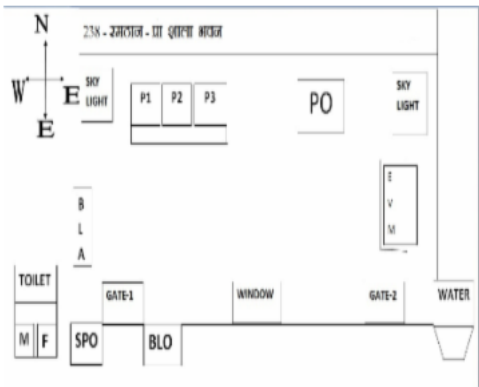 N
238 - रमताज - प्रा शाला भवन
W E
E
SKY LIGHT
P1 P2 P3
PO
SKY LIGHT
B
L
A
E
V
M
TOILET
M F
GATE-1
WINDOW
GATE-2
WATER
SPO
BLO